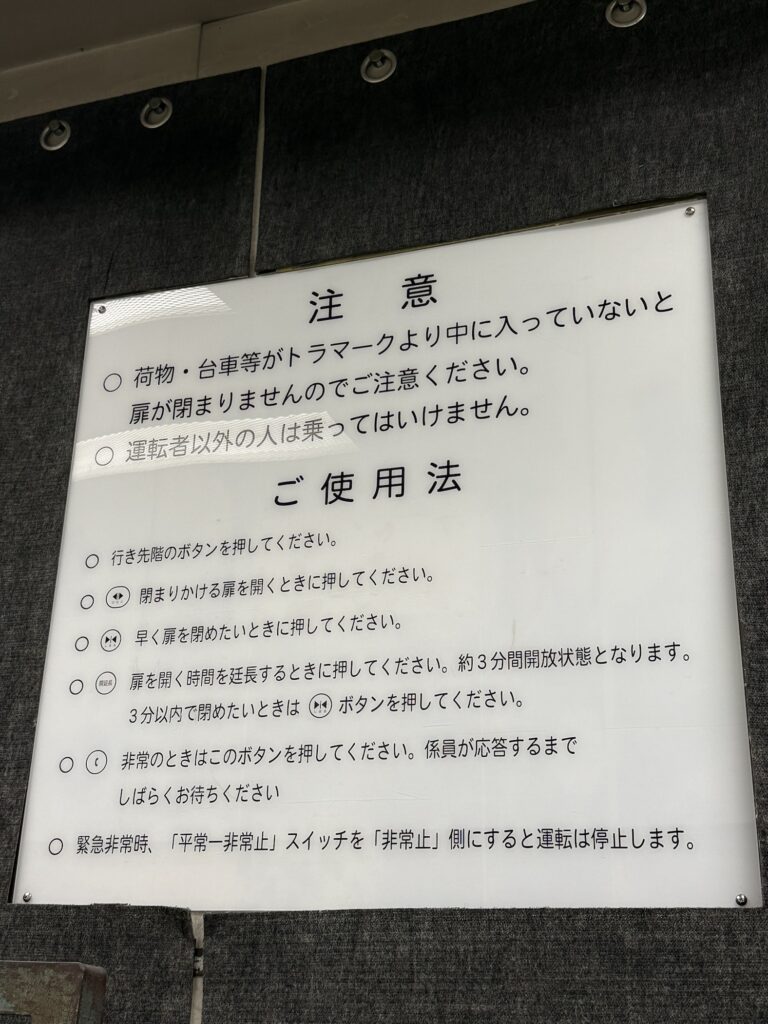 注 意
○ 荷物・台車等がトラマークより中に入っていないと
扉が閉まりませんのでご注意ください。
○ 運転者以外の人は乗ってはいけません。
ご 使 用 法
○ 行き先階のボタンを押してください。
○ 閉まりかける扉を開くときに押してください。
○ 早く扉を閉めたいときに押してください。
○ 開延長 扉を開く時間を延長するときに押してください。約3分間開放状態となります。
3分以内で閉めたいときは ボタンを押してください。
○ 非常のときはこのボタンを押してください。係員が応答するまで
しばらくお待ちください
○ 緊急非常時、「平常ー非常止」スイッチを「非常止」側にすると運転は停止します。